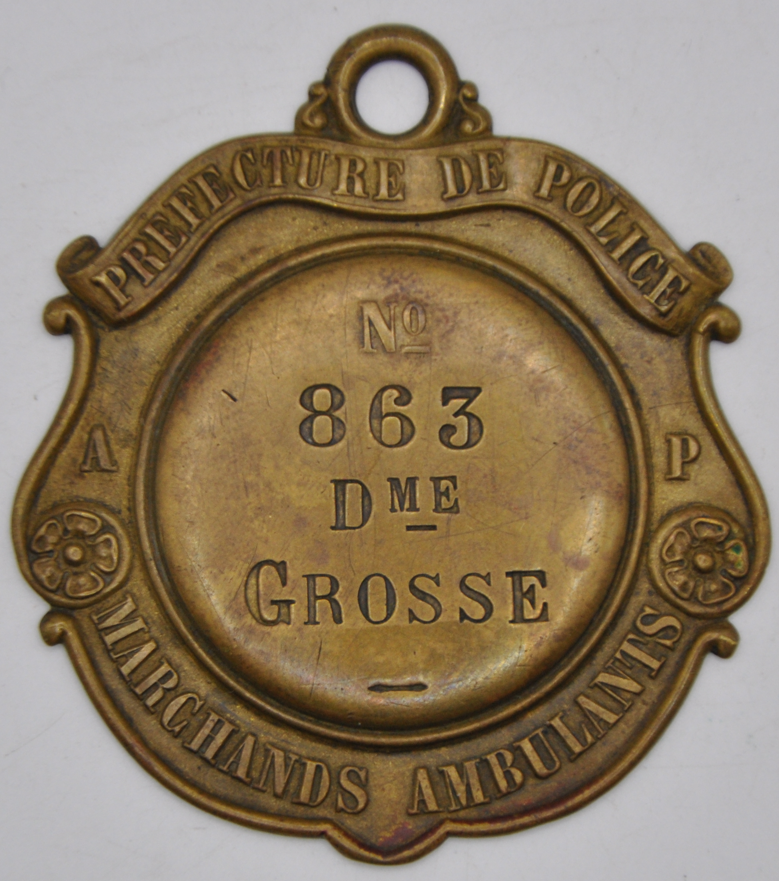 PREFECTURE DE POLICE
Nº
863
A P
DME
GROSSE
MARCHANDS AMBULANTS